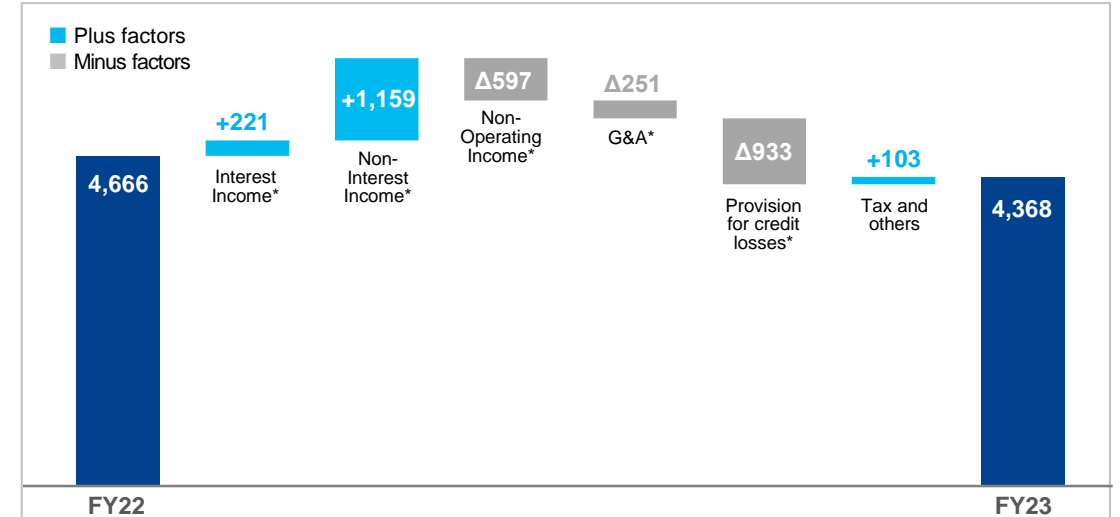 Plus factors
Minus factors
4,666
+221
Interest
Income*
+1,159
Non-
Interest
Income*
Δ597
Non-
Operating
Income*
Δ251
G&A*
Δ933
Provision
for credit
losses*
+103
Tax and
others
4,368
FY22
FY23